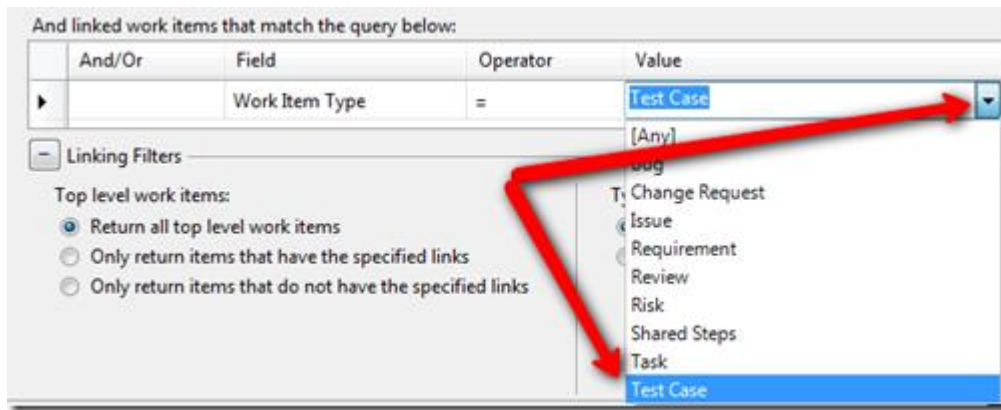 And linked work items that match the query below:
And/Or Field Operator Value
Work Item Type = Test Case
[Any]
Bug
Linking Filters
Top level work items:
Change Request
Return all top level work items
Issue
Only return items that have the specified links
Requirement
Only return items that do not have the specified links
Review
Risk
Shared Steps
Task
Test Case